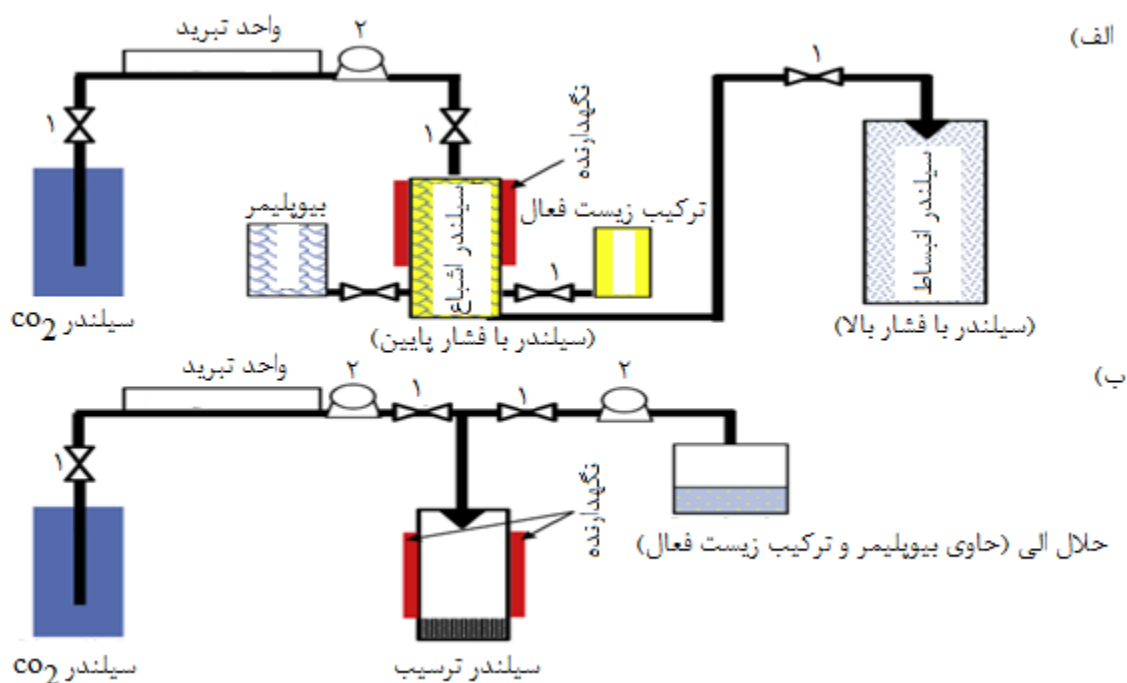 الف)
واحد تبرید
۲
۱
۱
۱
نگهدارنده
بیوپلیمر
سیلندر اشباع
ترکیب زیست فعال
۱
سیلندر انبساط
سیلندر co2
(سیلندر با فشار پایین)
(سیلندر با فشار بالا)
ب)
واحد تبرید
۲
۱
۱
۲
۱
نگهدارنده
حلال الی (حاوی بیوپلیمر و ترکیب زیست فعال)
سیلندر co2
سیلندر ترسیب